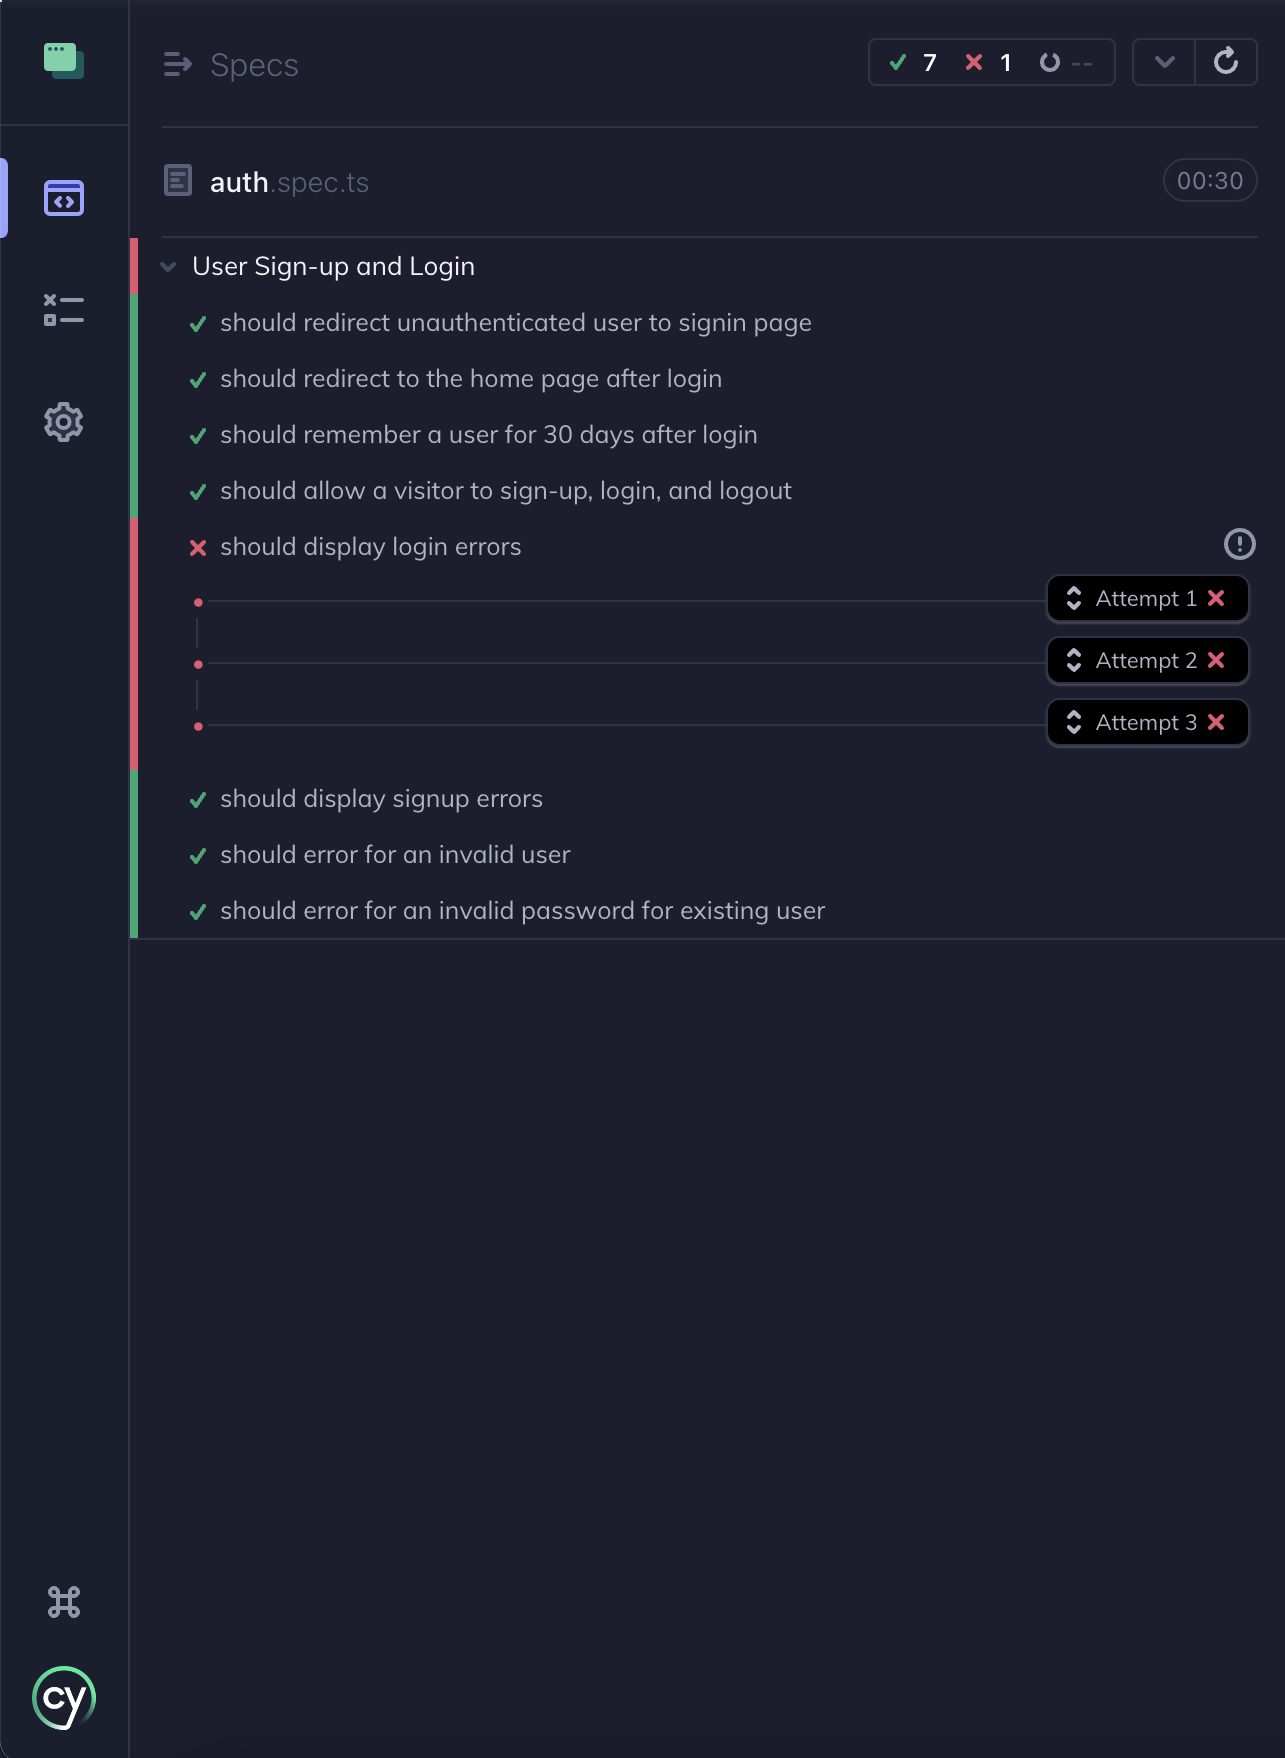 Specs
7 1 --
auth.spec.ts
00:30
User Sign-up and Login
should redirect unauthenticated user to signin page
should redirect to the home page after login
should remember a user for 30 days after login
should allow a visitor to sign-up, login, and logout
should display login errors
Attempt 1
Attempt 2
Attempt 3
should display signup errors
should error for an invalid user
should error for an invalid password for existing user
cy